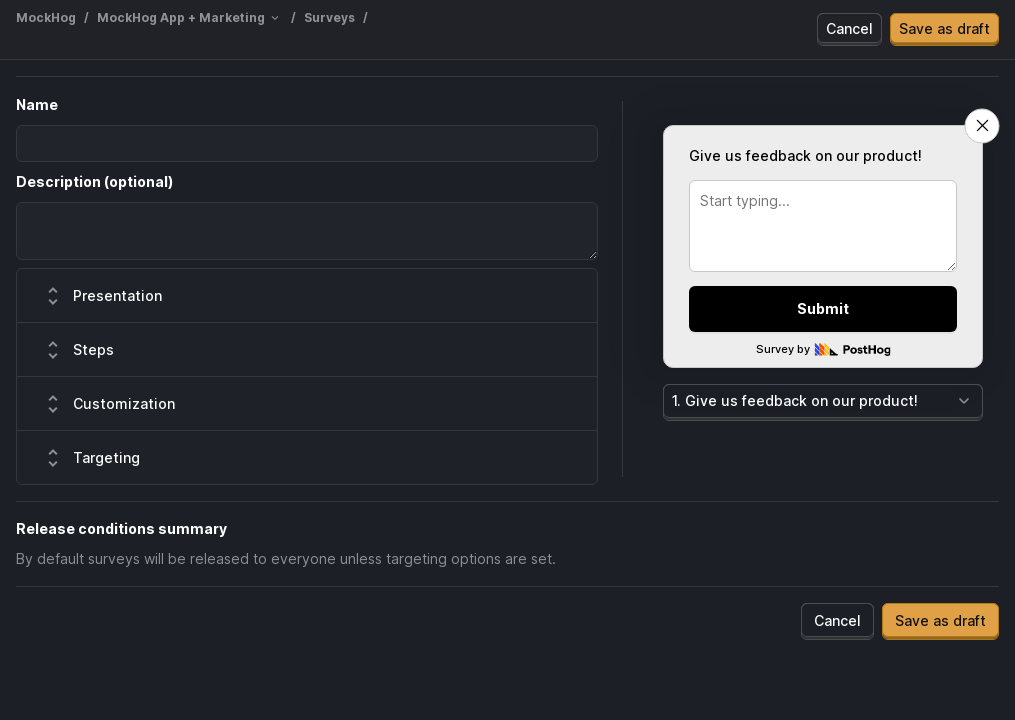 MockHog / MockHog App + Marketing / Surveys /
Cancel
Save as draft
Name
Description (optional)
Presentation
Steps
Customization
Targeting
Give us feedback on our product!
Start typing...
Submit
Survey by PostHog
1. Give us feedback on our product!
Release conditions summary
By default surveys will be released to everyone unless targeting options are set.
Cancel
Save as draft